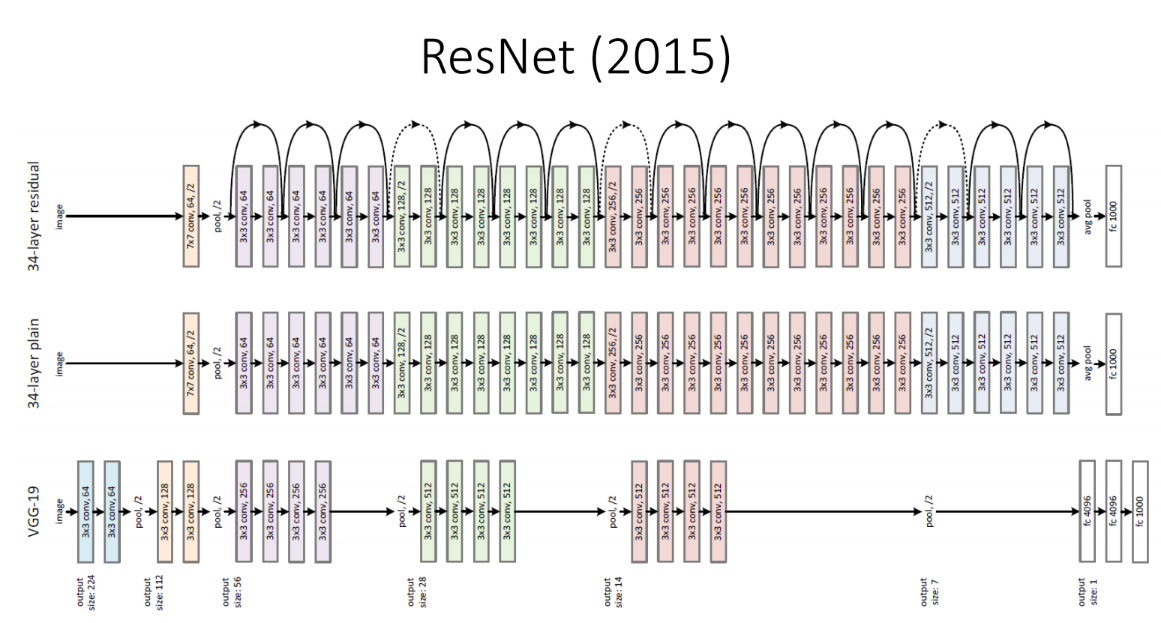 ResNet (2015)
34-layer residual
image
7x7 conv, 64, /2
pool, /2
3x3 conv, 64
3x3 conv, 64
3x3 conv, 64
3x3 conv, 64
3x3 conv, 64
3x3 conv, 64
3x3 conv, 128, /2
3x3 conv, 128
3x3 conv, 128
3x3 conv, 128
3x3 conv, 128
3x3 conv, 128
3x3 conv, 128
3x3 conv, 128
3x3 conv, 256, /2
3x3 conv, 256
3x3 conv, 256
3x3 conv, 256
3x3 conv, 256
3x3 conv, 256
3x3 conv, 256
3x3 conv, 256
3x3 conv, 256
3x3 conv, 256
3x3 conv, 256
3x3 conv, 256
3x3 conv, 512, /2
3x3 conv, 512
3x3 conv, 512
3x3 conv, 512
3x3 conv, 512
3x3 conv, 512
avg pool
fc 1000
34-layer plain
image
7x7 conv, 64, /2
pool, /2
3x3 conv, 64
3x3 conv, 64
3x3 conv, 64
3x3 conv, 64
3x3 conv, 64
3x3 conv, 64
3x3 conv, 128, /2
3x3 conv, 128
3x3 conv, 128
3x3 conv, 128
3x3 conv, 128
3x3 conv, 128
3x3 conv, 128
3x3 conv, 128
3x3 conv, 256, /2
3x3 conv, 256
3x3 conv, 256
3x3 conv, 256
3x3 conv, 256
3x3 conv, 256
3x3 conv, 256
3x3 conv, 256
3x3 conv, 256
3x3 conv, 256
3x3 conv, 256
3x3 conv, 256
3x3 conv, 512, /2
3x3 conv, 512
3x3 conv, 512
3x3 conv, 512
3x3 conv, 512
3x3 conv, 512
avg pool
fc 1000
VGG-19
image
3x3 conv, 64
3x3 conv, 64
pool, /2
3x3 conv, 128
3x3 conv, 128
pool, /2
3x3 conv, 256
3x3 conv, 256
3x3 conv, 256
3x3 conv, 256
pool, /2
3x3 conv, 512
3x3 conv, 512
3x3 conv, 512
3x3 conv, 512
pool, /2
3x3 conv, 512
3x3 conv, 512
3x3 conv, 512
3x3 conv, 512
pool, /2
fc 4096
fc 4096
fc 1000
output
size: 224
output
size: 112
output
size: 56
output
size: 28
output
size: 14
output
size: 7
output
size: 1